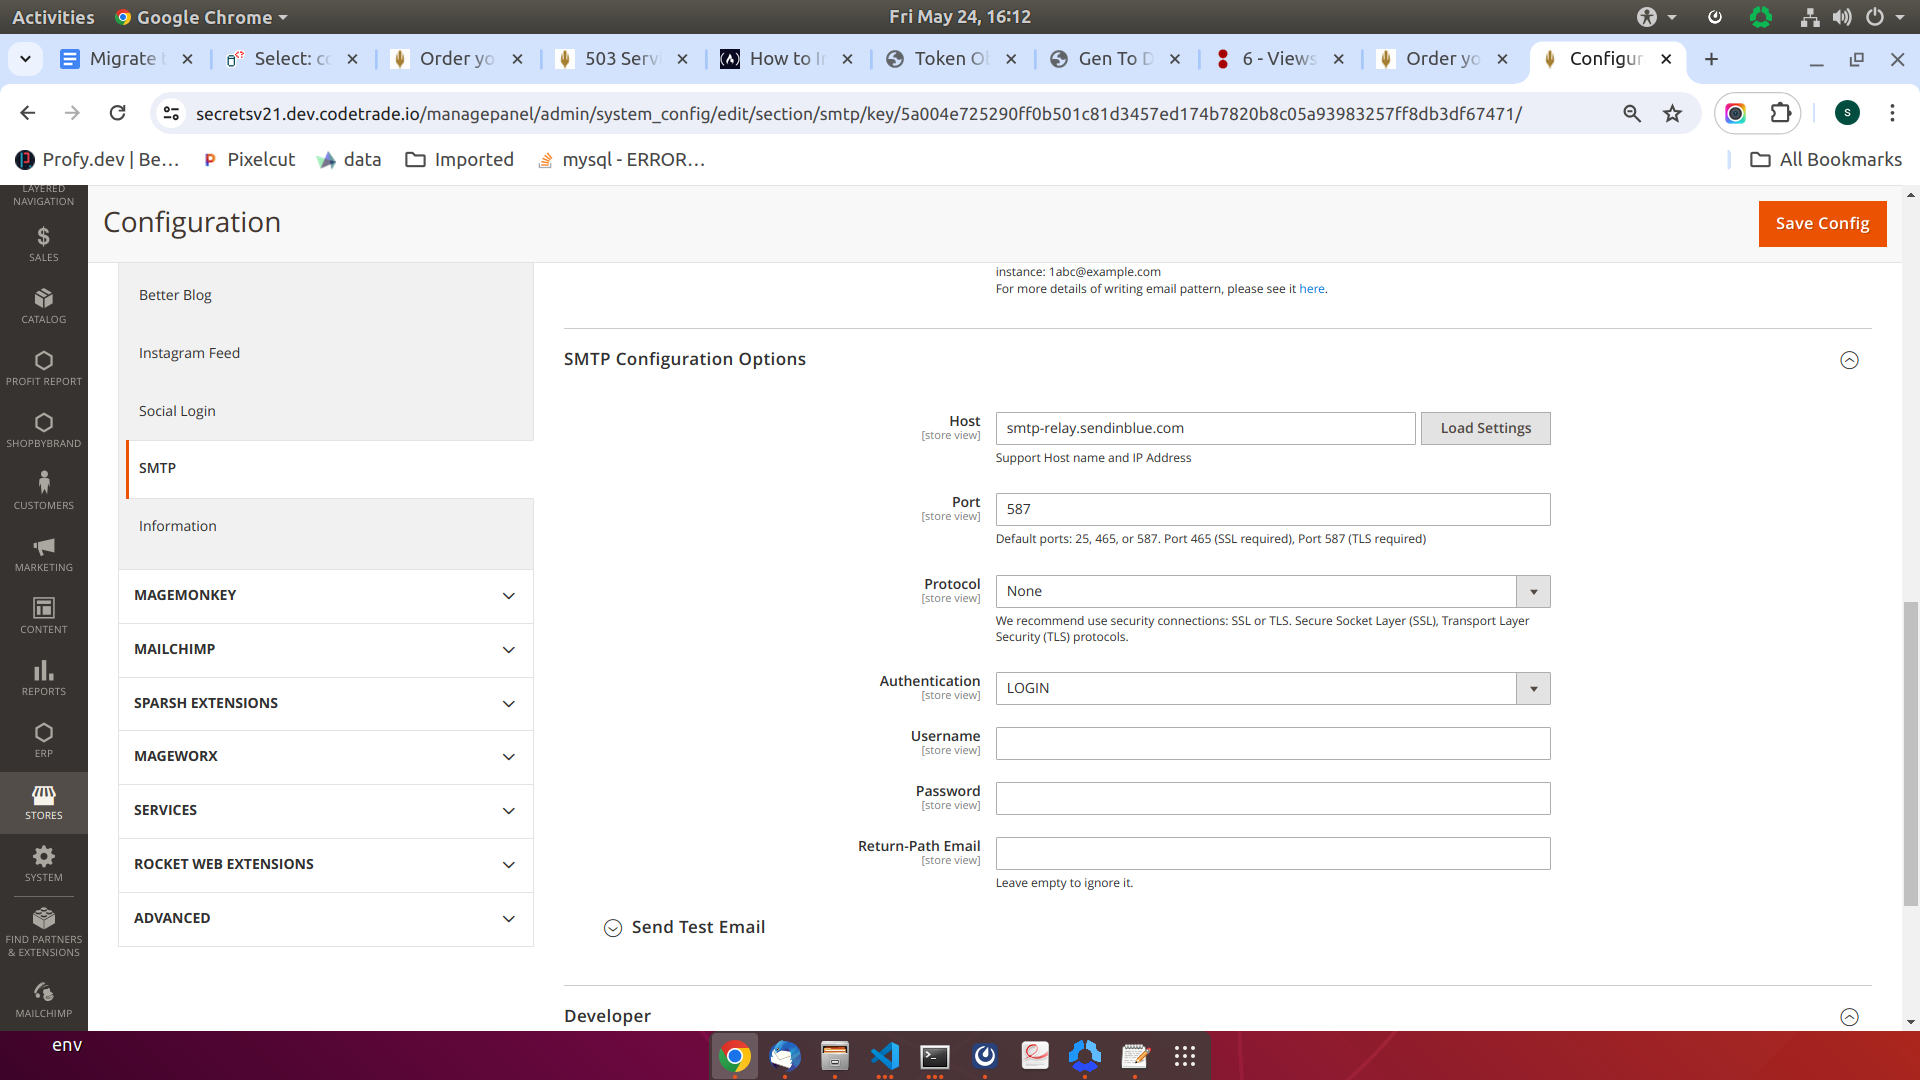 Activities
Google Chrome
Fri May 24, 16:12
Migrate t
Select: co
Order yo
503 Servi
How to I
Token O
Gen To D
6 - Views
Order yo
Configur
secretsv21.dev.codetrade.io/managepanel/admin/system_config/edit/section/smtp/key/5a004e725290ff0b501c81d3457ed174b7820b8c05a93983257ff8db3df67471/
S
Profy.dev | Be...
Pixelcut
data
Imported
mysql - ERROR...
All Bookmarks
LAYERED
NAVIGATION
SALES
CATALOG
PROFIT REPORT
SHOPBYBRAND
CUSTOMERS
MARKETING
CONTENT
REPORTS
ERP
STORES
SYSTEM
FIND PARTNERS
& EXTENSIONS
MAILCHIMP
Configuration
Save Config
Better Blog
Instagram Feed
Social Login
SMTP
Information
MAGEMONKEY
MAILCHIMP
SPARSH EXTENSIONS
MAGEWORX
SERVICES
ROCKET WEB EXTENSIONS
ADVANCED
instance: 1abc@example.com
For more details of writing email pattern, please see it here.
SMTP Configuration Options
Host
[store view]
smtp-relay.sendinblue.com
Load Settings
Support Host name and IP Address
Port
[store view]
587
Default ports: 25, 465, or 587. Port 465 (SSL required), Port 587 (TLS required)
Protocol
[store view]
None
We recommend use security connections: SSL or TLS. Secure Socket Layer (SSL), Transport Layer
Security (TLS) protocols.
Authentication
[store view]
LOGIN
Username
[store view]
Password
[store view]
Return-Path Email
[store view]
Leave empty to ignore it.
Send Test Email
Developer
env